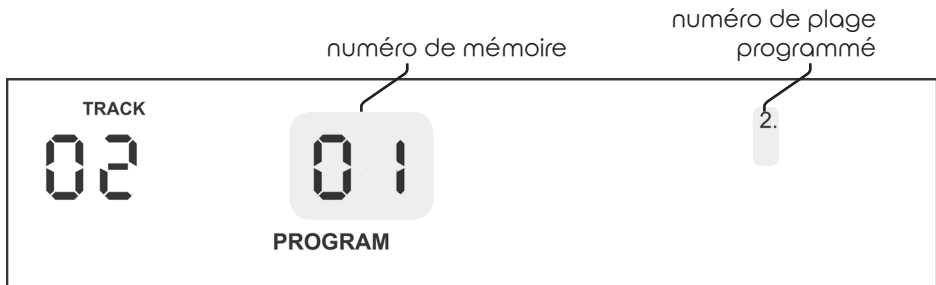 numéro de plage
programmé
numéro de mémoire
TRACK
02
01
2.
PROGRAM